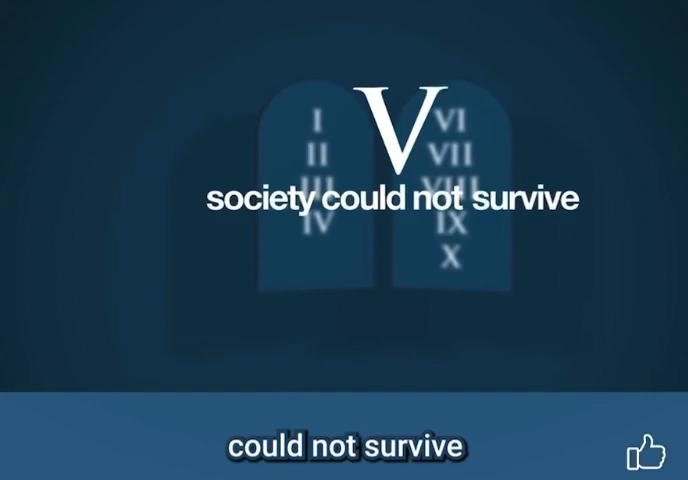 V
I
II
III
IV
VI
VII
VIII
IX
X
society could not survive
could not survive